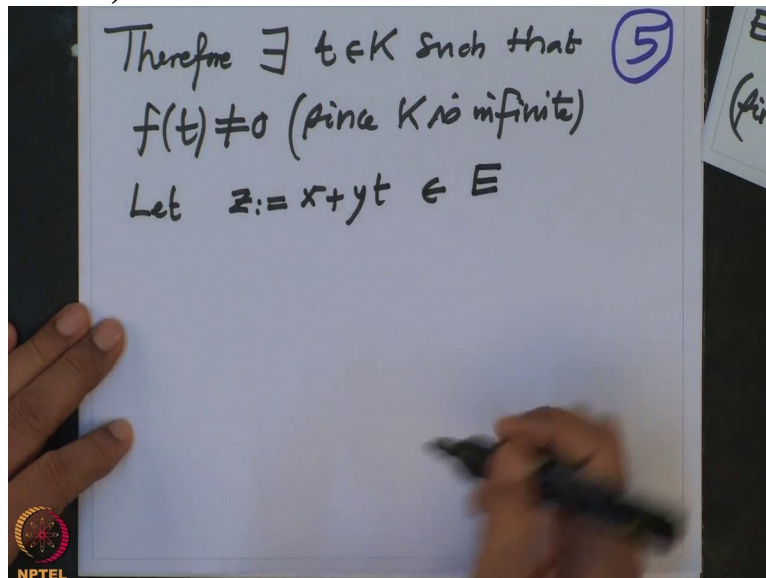 Therefore ∃ t∈K such that
⑤
f(t)≠0 (since K is infinite)
Let z:= x+yt ∈ E
E
NPTEL